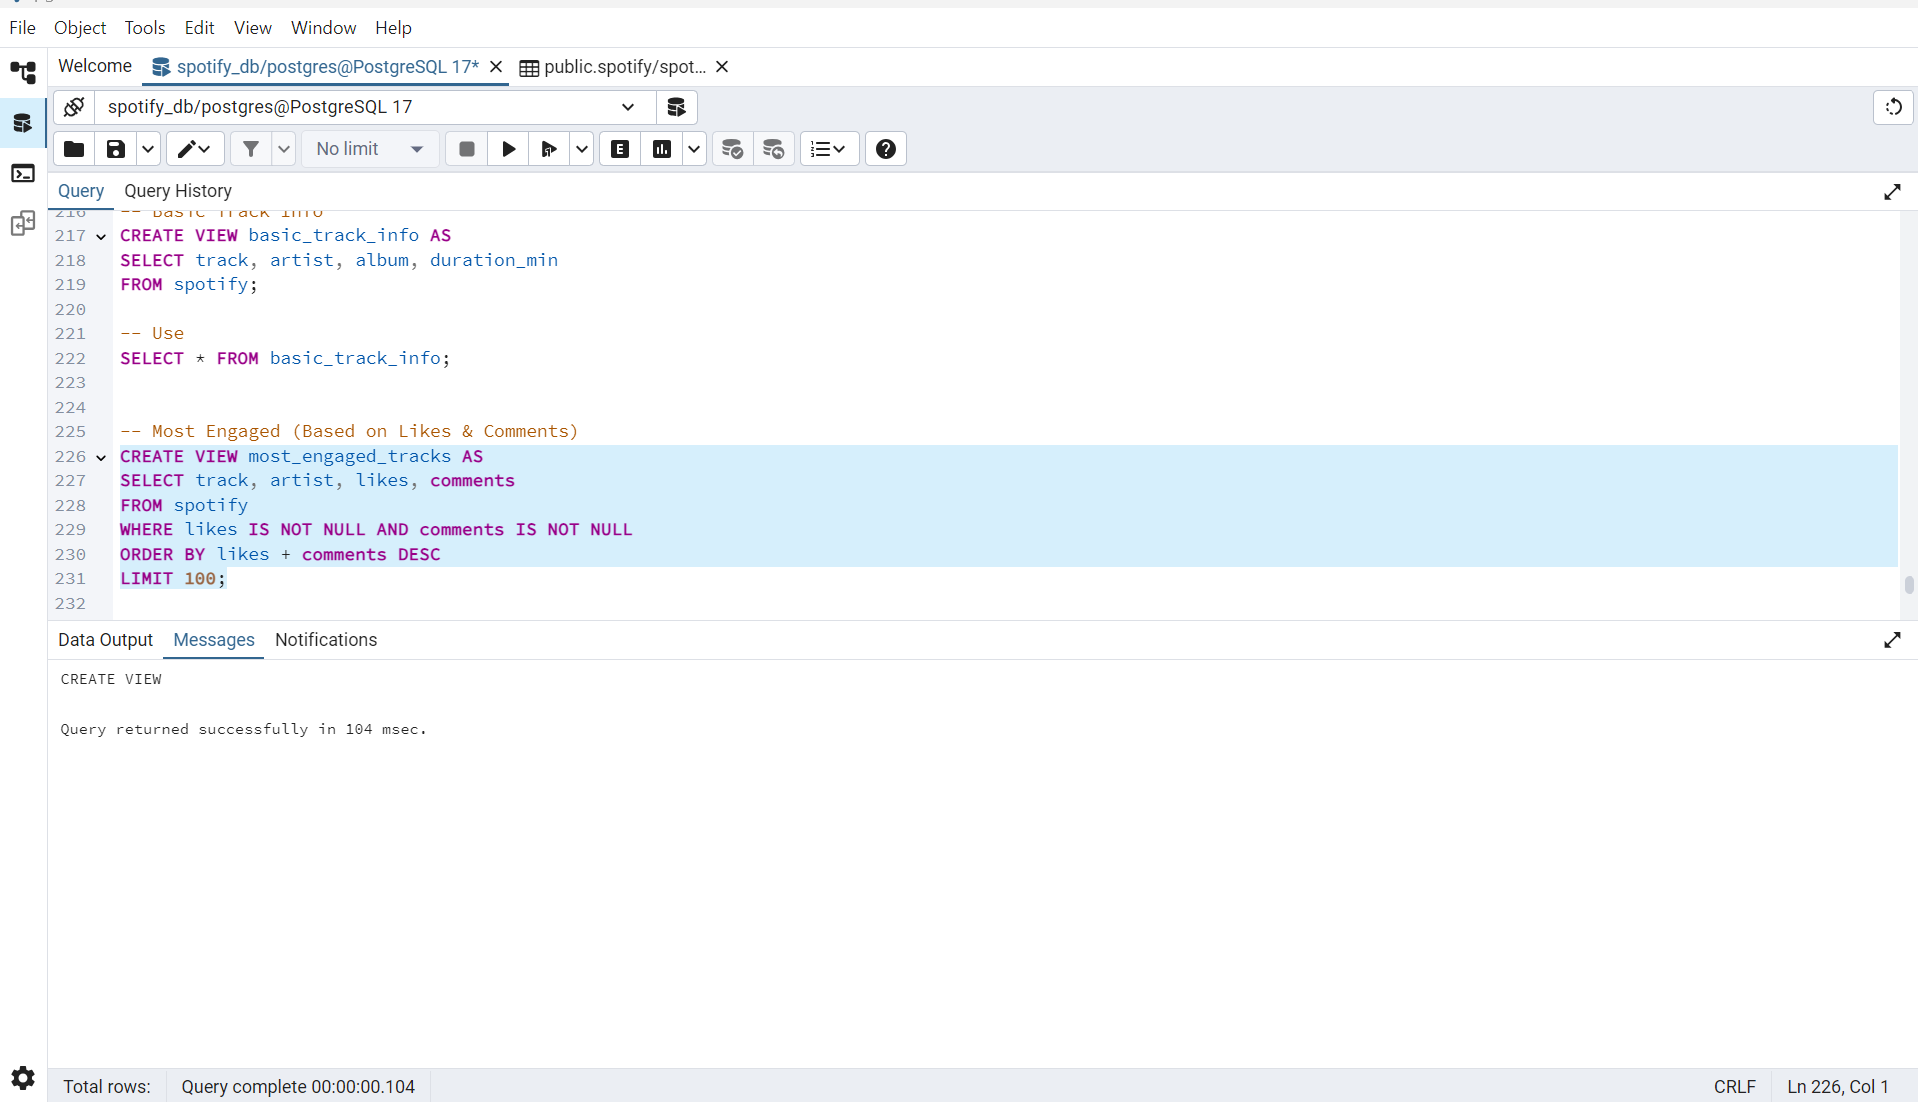 File Object Tools Edit View Window Help
Welcome spotify_db/postgres@PostgreSQL 17* public.spotify/spot...
spotify_db/postgres@PostgreSQL 17
No limit E
Query Query History
216 -- Basic Track Info
217 CREATE VIEW basic_track_info AS
218 SELECT track, artist, album, duration_min
219 FROM spotify;
220
221 -- Use
222 SELECT * FROM basic_track_info;
223
224
225 -- Most Engaged (Based on Likes & Comments)
226 CREATE VIEW most_engaged_tracks AS
227 SELECT track, artist, likes, comments
228 FROM spotify
229 WHERE likes IS NOT NULL AND comments IS NOT NULL
230 ORDER BY likes + comments DESC
231 LIMIT 100;
232
Data Output Messages Notifications
CREATE VIEW
Query returned successfully in 104 msec.
Total rows: Query complete 00:00:00.104 CRLF Ln 226, Col 1